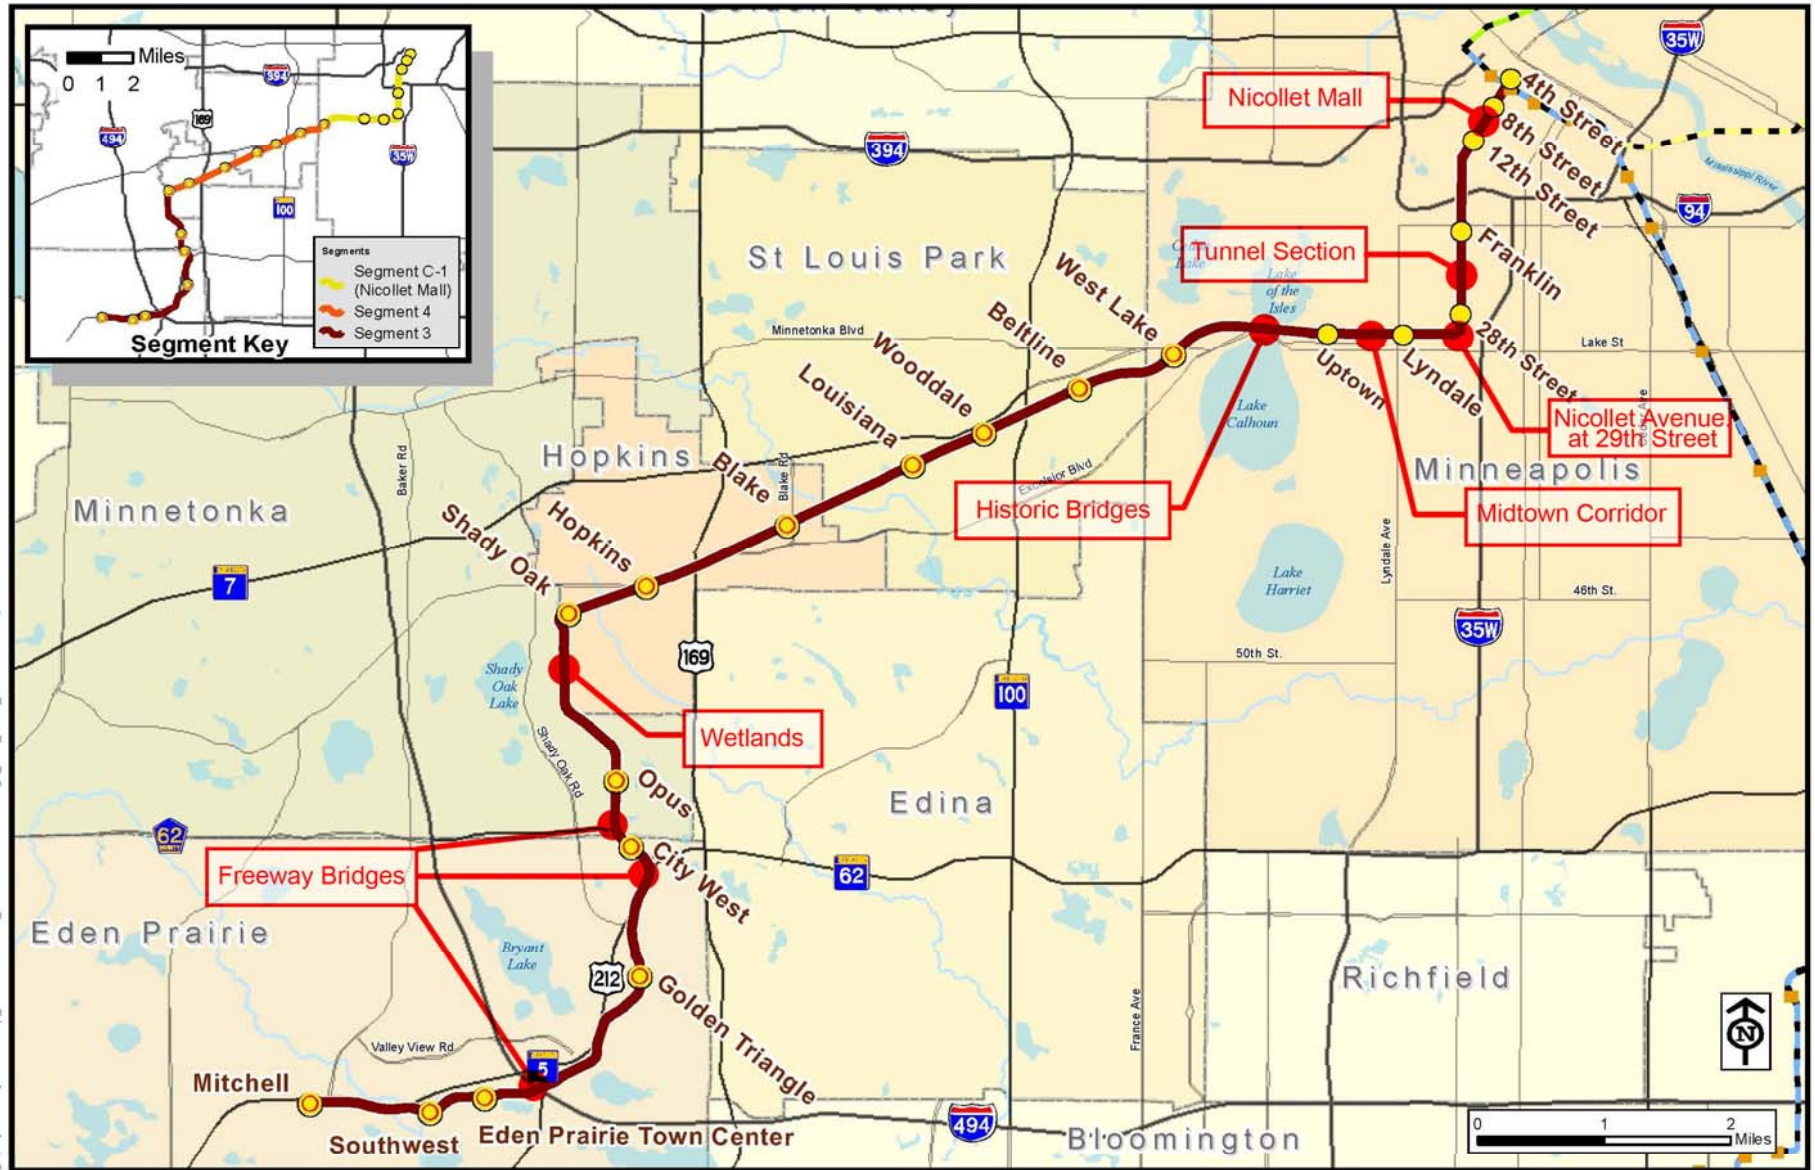 Miles
0 1 2
394
169
494
35W
100
Segments
Segment C-1
(Nicollet Mall)
Segment 4
Segment 3
Segment Key
Golden Valley
35W
Nicollet Mall
4th Street
8th Street
12th Street
394
Mississippi River
94
St Louis Park
Tunnel Section
Cedar
Lake
Lake
of the
Isles
Franklin
West Lake
Beltline
Minnetonka Blvd
Wooddale
Louisiana
Uptown
Lyndale
28th Street
Lake St
Lake
Calhoun
Nicollet Avenue
at 29th Street
Hopkins
Blake
Blake Rd
Baker Rd
Excelsior Blvd
Minneapolis
Minnetonka
Shady Oak
Hopkins
Historic Bridges
Midtown Corridor
Lyndale Ave
7
Lake
Harriet
46th St.
35W
50th St.
Shady
Oak
Lake
169
100
Wetlands
Shady Oak Rd
Opus
Edina
62
Freeway Bridges
City West
62
Eden Prairie
Bryant
Lake
212
Golden Triangle
Richfield
France Ave
N
Valley View Rd
5
Mitchell
Southwest
Eden Prairie Town Center
494
Bloomington
0 1 2
Miles